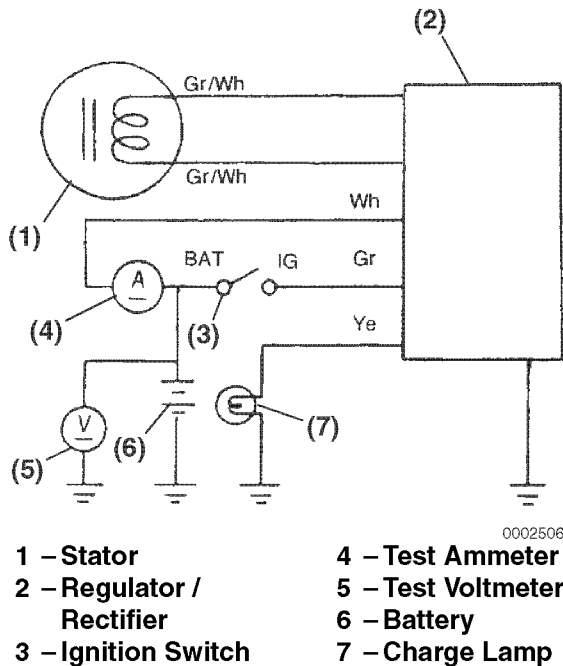 (2)
Gr/Wh
Gr/Wh
(1)
Wh
BAT
IG
Gr
A
(4)
(3)
Ye
V
(5)
(6)
(7)
0002506
1 – Stator
2 – Regulator /
Rectifier
3 – Ignition Switch
4 – Test Ammeter
5 – Test Voltmeter
6 – Battery
7 – Charge Lamp